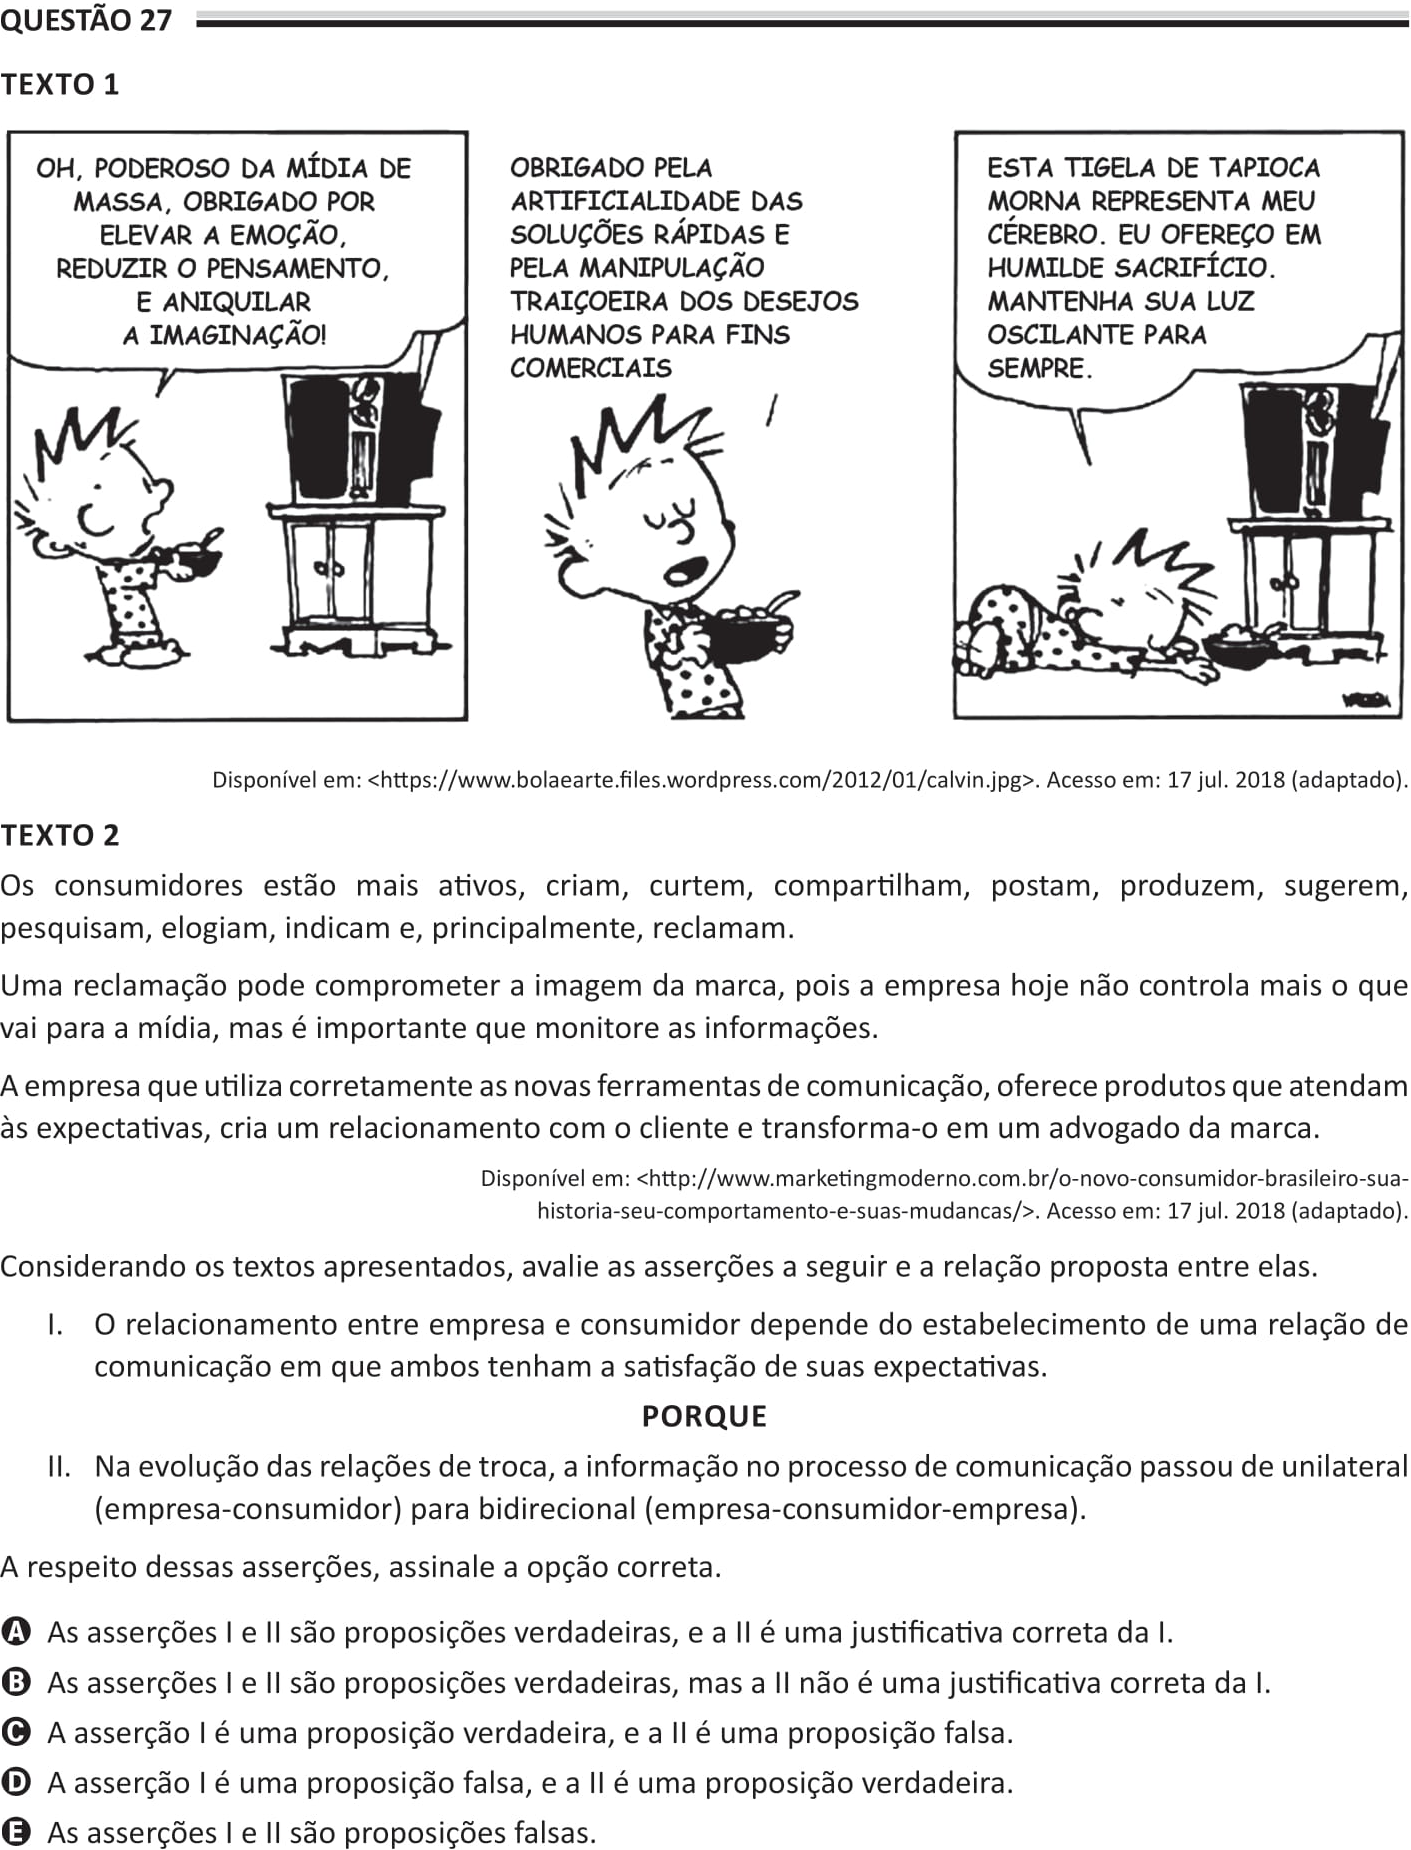 QUESTÃO 27
TEXTO 1
OH, PODEROSO DA MÍDIA DE
MASSA, OBRIGADO POR
ELEVAR A EMOÇÃO,
REDUZIR O PENSAMENTO,
E ANIQUILAR
A IMAGINAÇÃO!
OBRIGADO PELA
ARTIFICIALIDADE DAS
SOLUÇÕES RÁPIDAS E
PELA MANIPULAÇÃO
TRAIÇOEIRA DOS DESEJOS
HUMANOS PARA FINS
COMERCIAIS
ESTA TIGELA DE TAPIOCA
MORNA REPRESENTA MEU
CÉREBRO. EU OFEREÇO EM
HUMILDE SACRIFÍCIO.
MANTENHA SUA LUZ
OSCILANTE PARA
SEMPRE.
Disponível em: <https://www.bolaearte.files.wordpress.com/2012/01/calvin.jpg>. Acesso em: 17 jul. 2018 (adaptado).
TEXTO 2
Os consumidores estão mais ativos, criam, curtem, compartilham, postam, produzem, sugerem,
pesquisam, elogiam, indicam e, principalmente, reclamam.
Uma reclamação pode comprometer a imagem da marca, pois a empresa hoje não controla mais o que
vai para a mídia, mas é importante que monitore as informações.
A empresa que utiliza corretamente as novas ferramentas de comunicação, oferece produtos que atendam
às expectativas, cria um relacionamento com o cliente e transforma-o em um advogado da marca.
Disponível em: <http://www.marketingmoderno.com.br/o-novo-consumidor-brasileiro-sua-
historia-seu-comportamento-e-suas-mudancas/>. Acesso em: 17 jul. 2018 (adaptado).
Considerando os textos apresentados, avalie as asserções a seguir e a relação proposta entre elas.
I. O relacionamento entre empresa e consumidor depende do estabelecimento de uma relação de
comunicação em que ambos tenham a satisfação de suas expectativas.
PORQUE
II. Na evolução das relações de troca, a informação no processo de comunicação passou de unilateral
(empresa-consumidor) para bidirecional (empresa-consumidor-empresa).
A respeito dessas asserções, assinale a opção correta.
A As asserções I e II são proposições verdadeiras, e a II é uma justificativa correta da I.
B As asserções I e II são proposições verdadeiras, mas a II não é uma justificativa correta da I.
C A asserção I é uma proposição verdadeira, e a II é uma proposição falsa.
D A asserção I é uma proposição falsa, e a II é uma proposição verdadeira.
E As asserções I e II são proposições falsas.